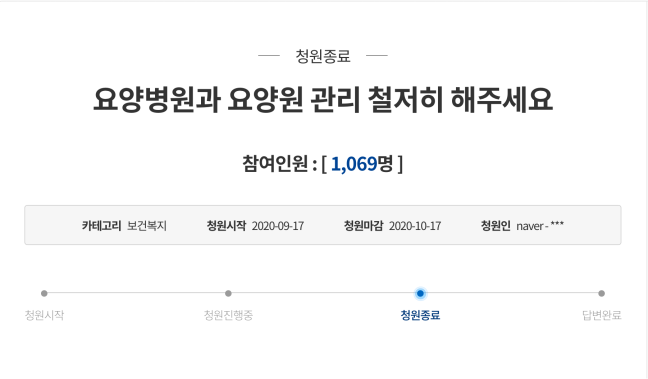 청원종료
요양병원과 요양원 관리 철저히 해주세요
참여인원 : [ 1,069명 ]
카테고리 보건복지 청원시작 2020-09-17 청원마감 2020-10-17 청원인 naver - ***
청원시작 청원진행중 청원종료 답변완료